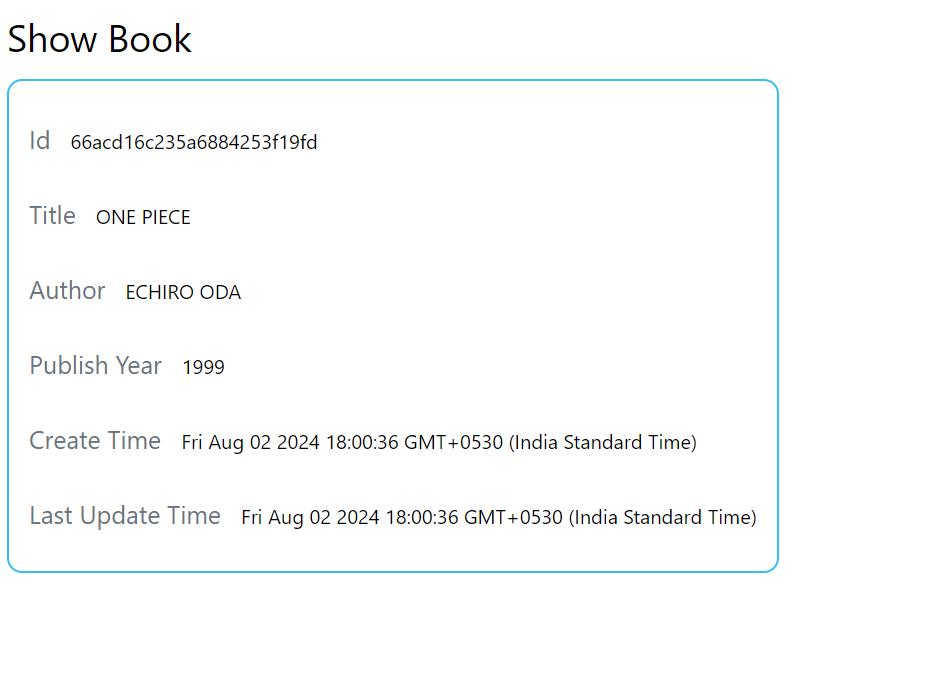 Show Book
Id 66acd16c235a6884253f19fd
Title ONE PIECE
Author ECHIRO ODA
Publish Year 1999
Create Time Fri Aug 02 2024 18:00:36 GMT+0530 (India Standard Time)
Last Update Time Fri Aug 02 2024 18:00:36 GMT+0530 (India Standard Time)